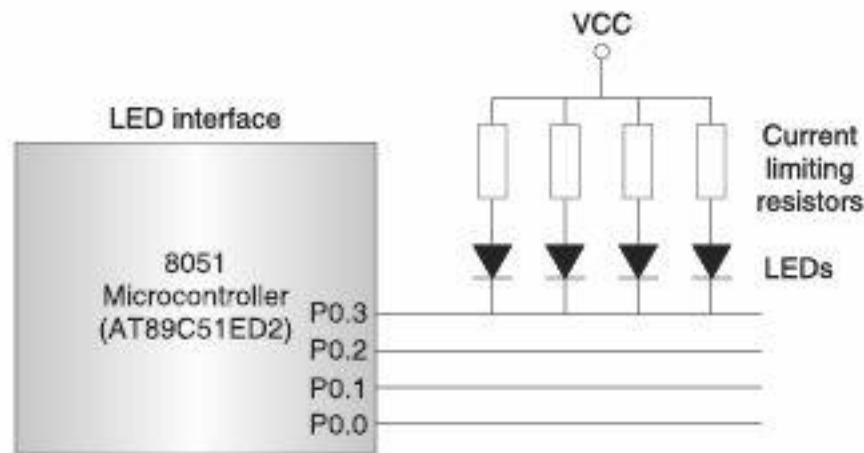 VCC
LED interface
Current
limiting
resistors
8051
Microcontroller
(AT89C51ED2)
LEDs
P0.3
P0.2
P0.1
P0.0